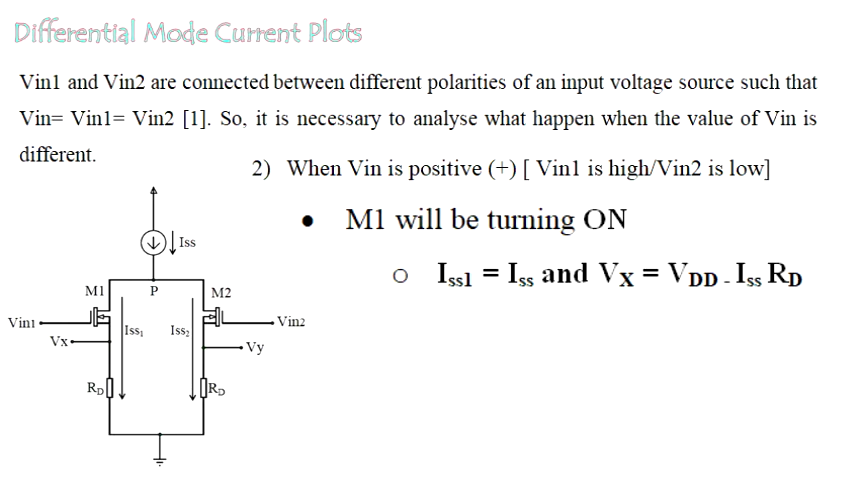 Differential Mode Current Plots
Vin1 and Vin2 are connected between different polarities of an input voltage source such that
Vin= Vin1= Vin2 [1]. So, it is necessary to analyse what happen when the value of Vin is
different.
2) When Vin is positive (+) [ Vin1 is high/Vin2 is low]
• M1 will be turning ON
o Iss1 = Iss and VX = VDD - Iss RD
Iss
M1 P M2
Vin1 Iss1 Iss2 Vin2
Vx Vy
RD RD